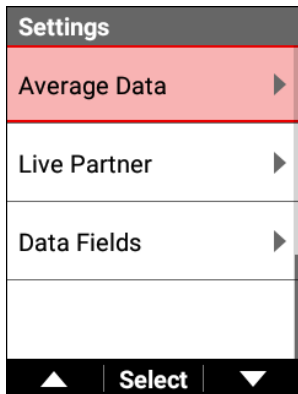 Settings
Average Data
Live Partner
Data Fields
Select